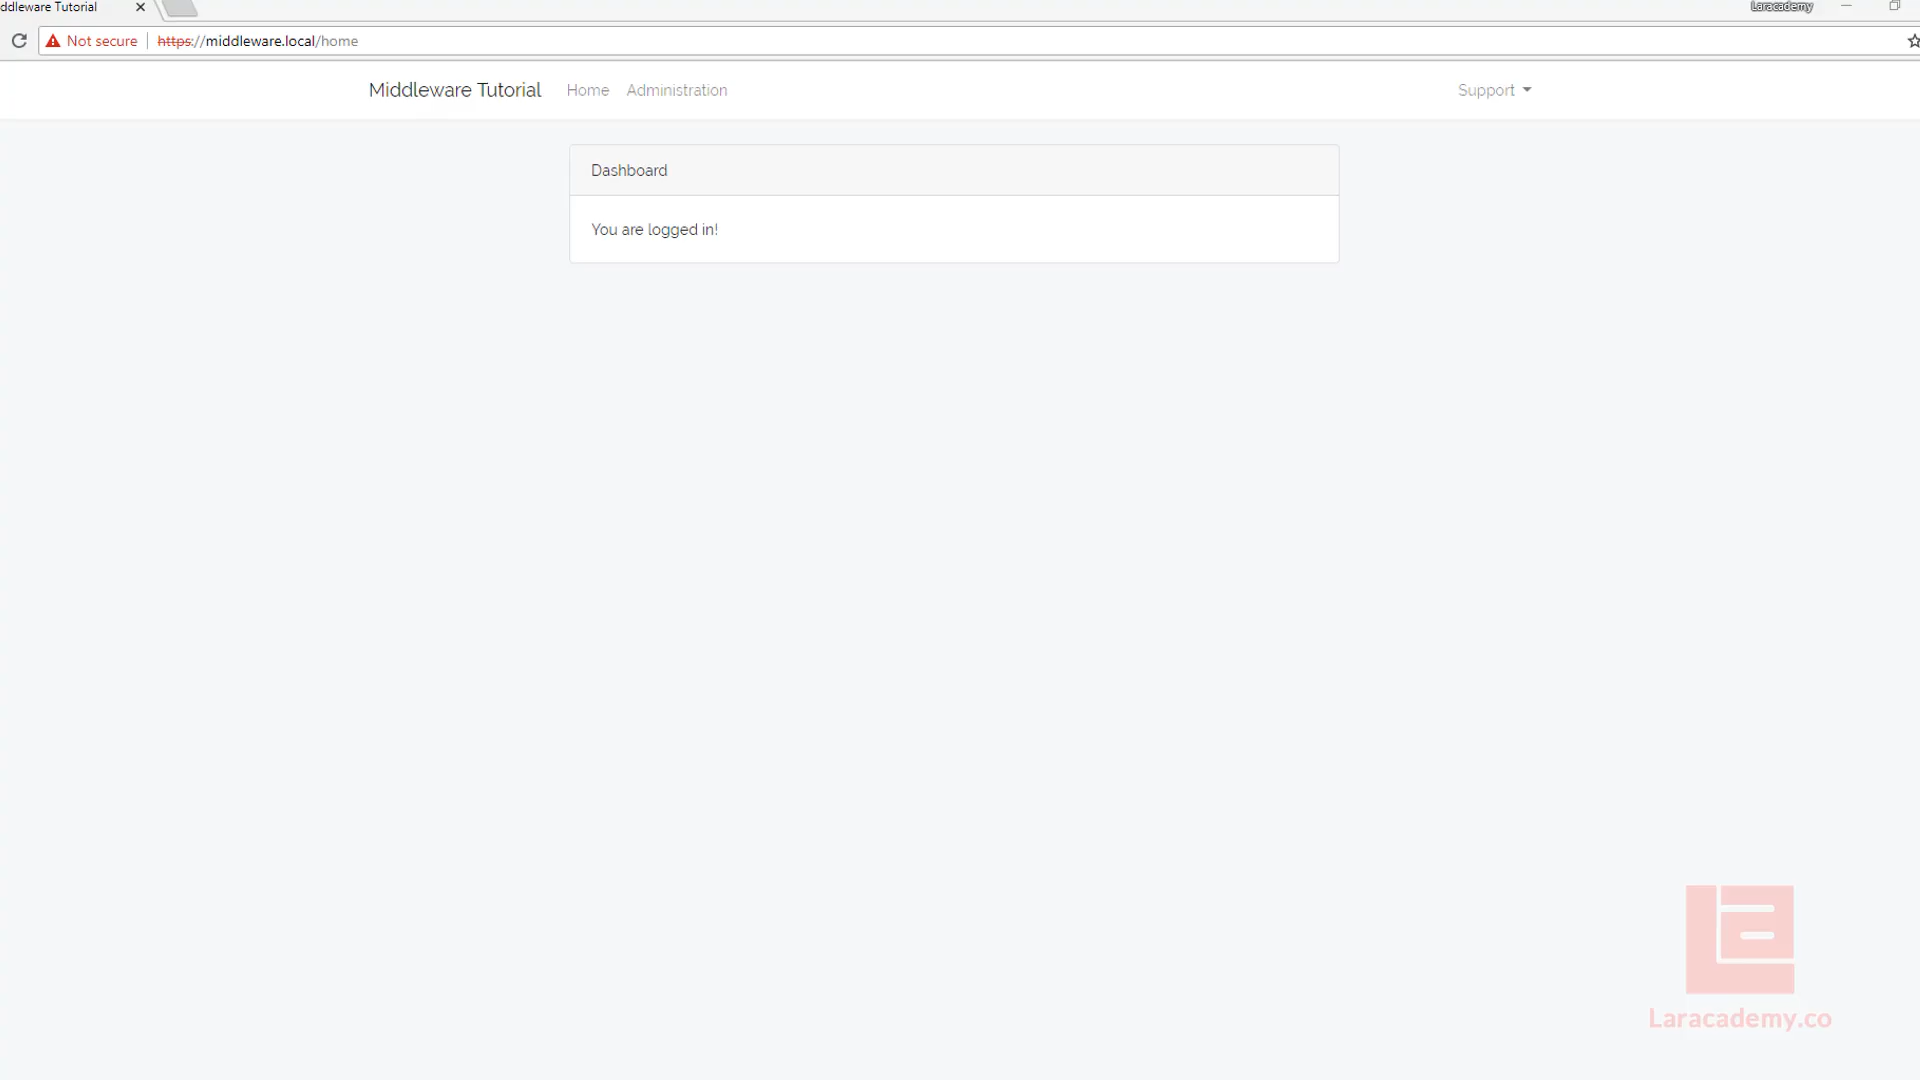 ddleware Tutorial
Laracademy
Not secure
https://middleware.local/home
Middleware Tutorial
Home
Administration
Support
Dashboard
You are logged in!
La
Laracademy.co